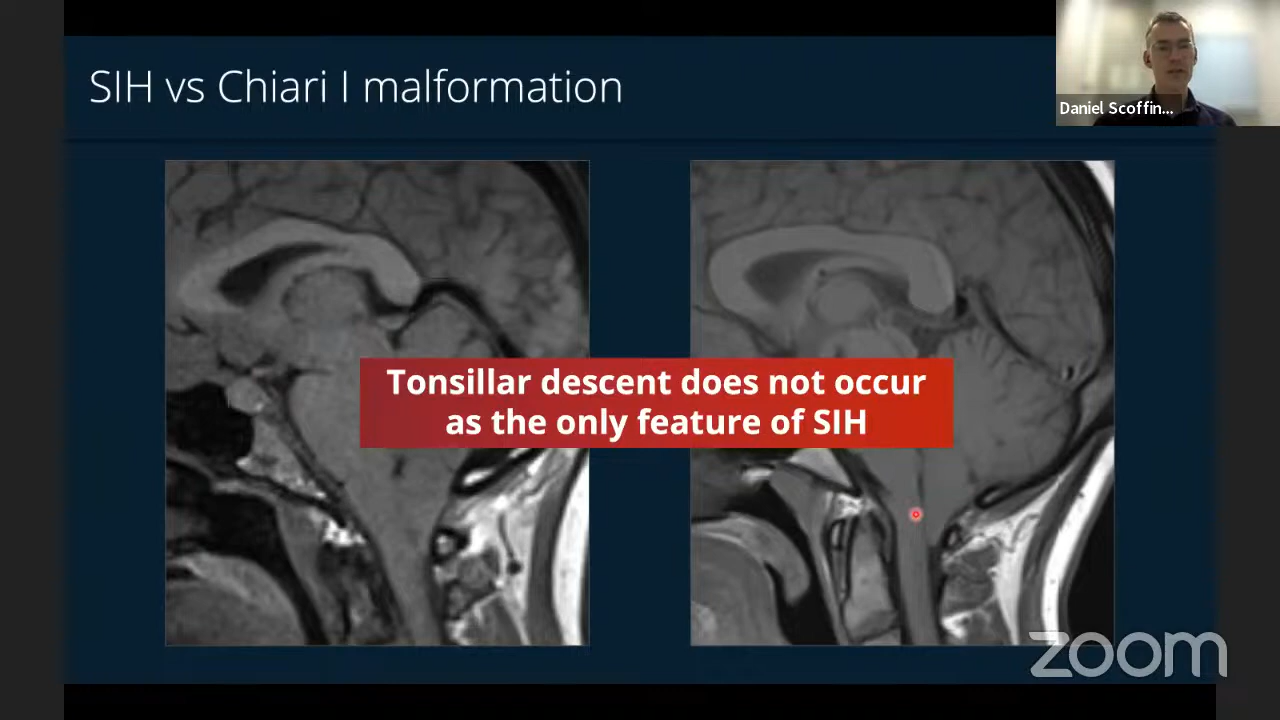 SIH vs Chiari I malformation
Daniel Scoffin...
Tonsillar descent does not occur
as the only feature of SIH
zoom